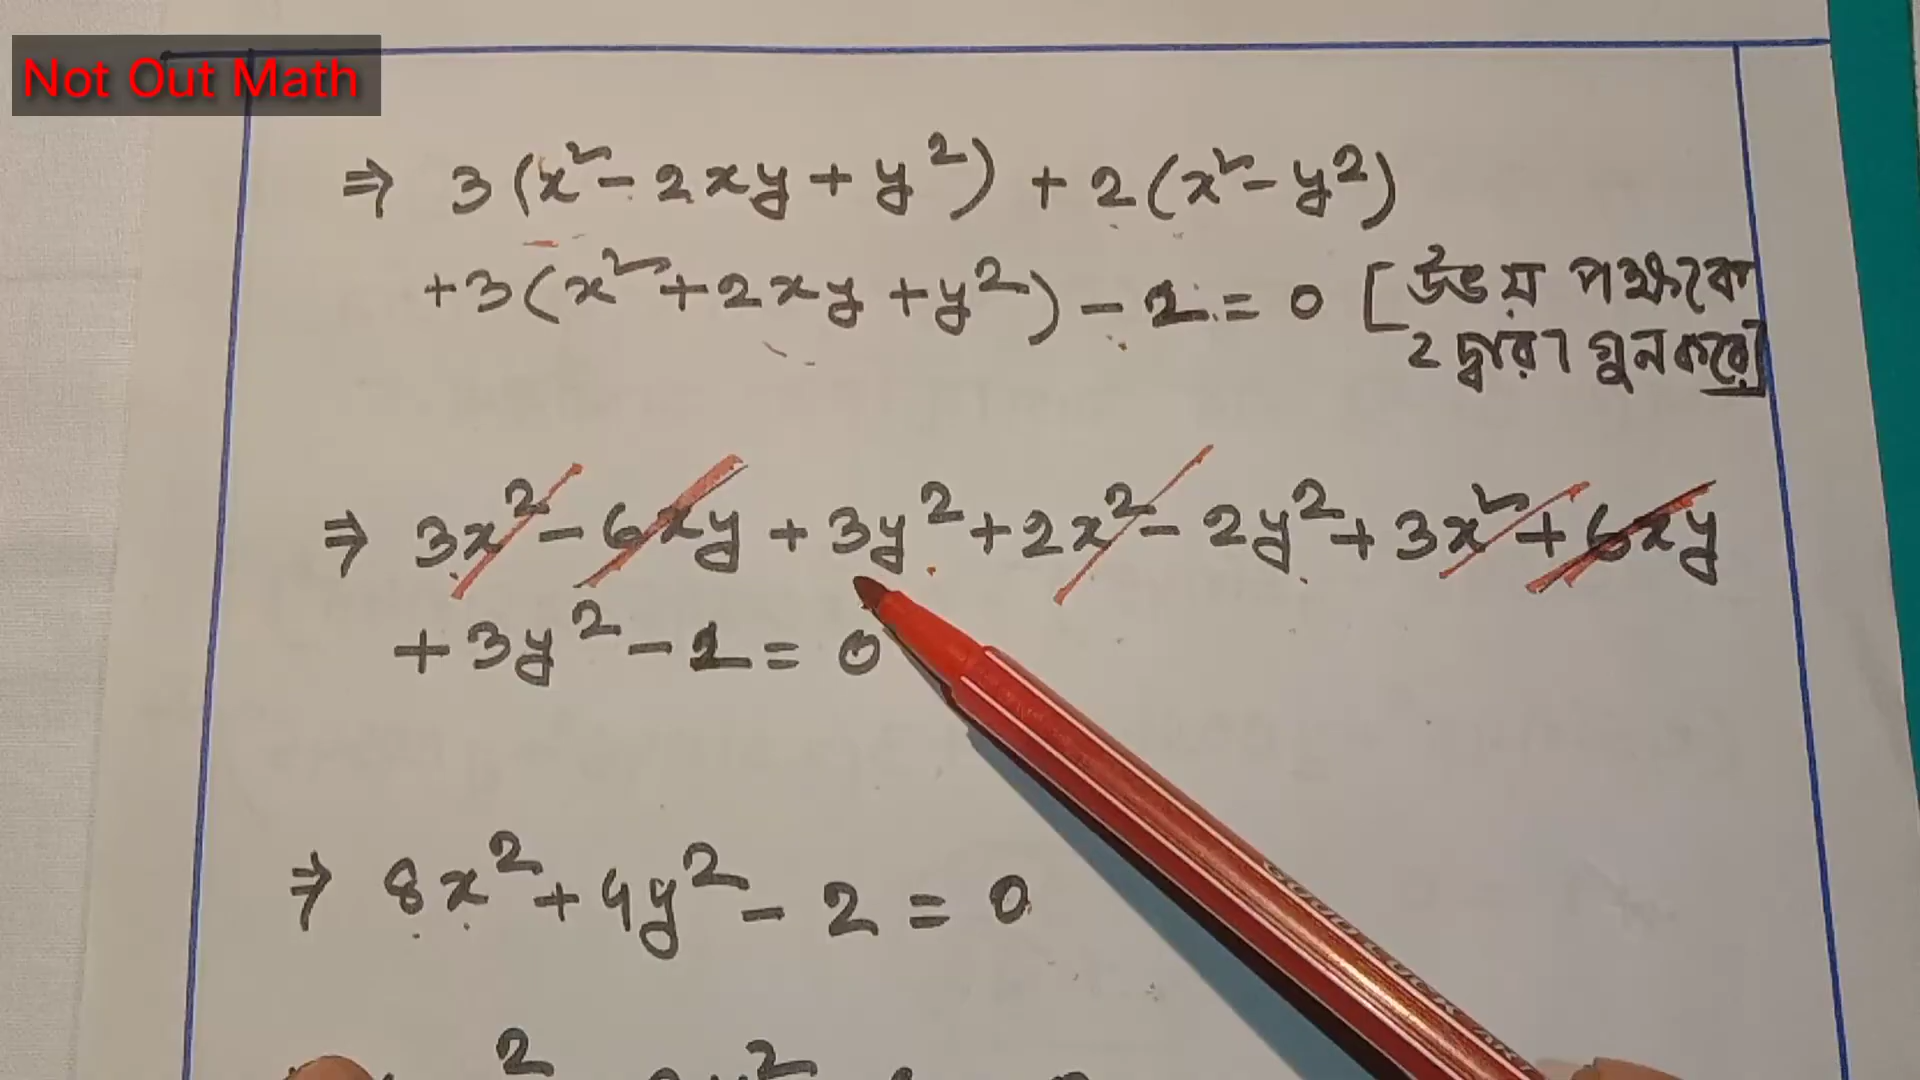 Not Out Math
⇒ 3(x² - 2xy + y²) + 2(x² - y²)
+3(x² + 2xy + y²) - 2 = 0 [উভয় পক্ষকে
2 দ্বারা গুনকরে]
⇒ 3x² - 6xy + 3y² + 2x² - 2y² + 3x² + 6xy
+ 3y² - 2 = 0
⇒ 8x² + 4y² - 2 = 0